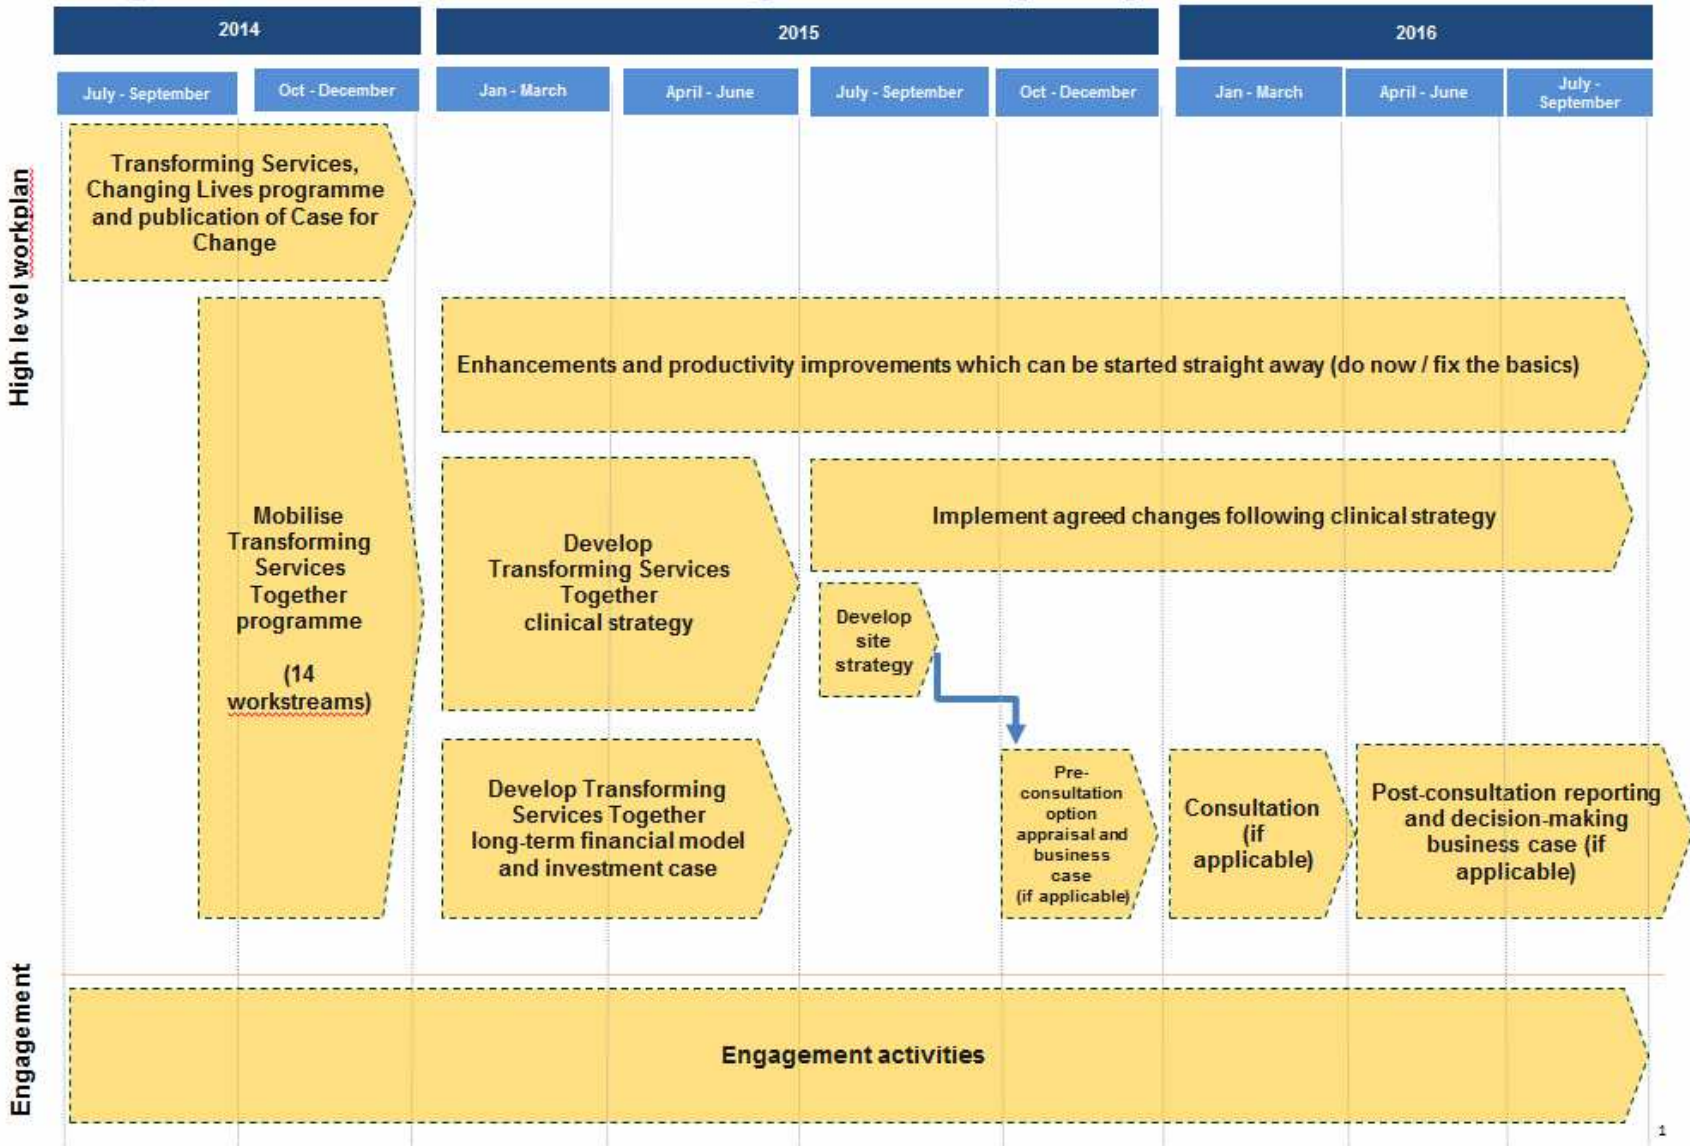 2014
2015
2016
July - September
Oct - December
Jan - March
April - June
July - September
Oct - December
Jan - March
April - June
July -
September
High level workplan
Transforming Services,
Changing Lives programme
and publication of Case for
Change
Enhancements and productivity improvements which can be started straight away (do now / fix the basics)
Mobilise
Transforming
Services
Together
programme
(14
workstreams)
Develop
Transforming Services
Together
clinical strategy
Implement agreed changes following clinical strategy
Develop
site
strategy
Develop Transforming
Services Together
long-term financial model
and investment case
Pre-
consultation
option
appraisal and
business
case
(if applicable)
Consultation
(if
applicable)
Post-consultation reporting
and decision-making
business case (if
applicable)
Engagement
Engagement activities
1